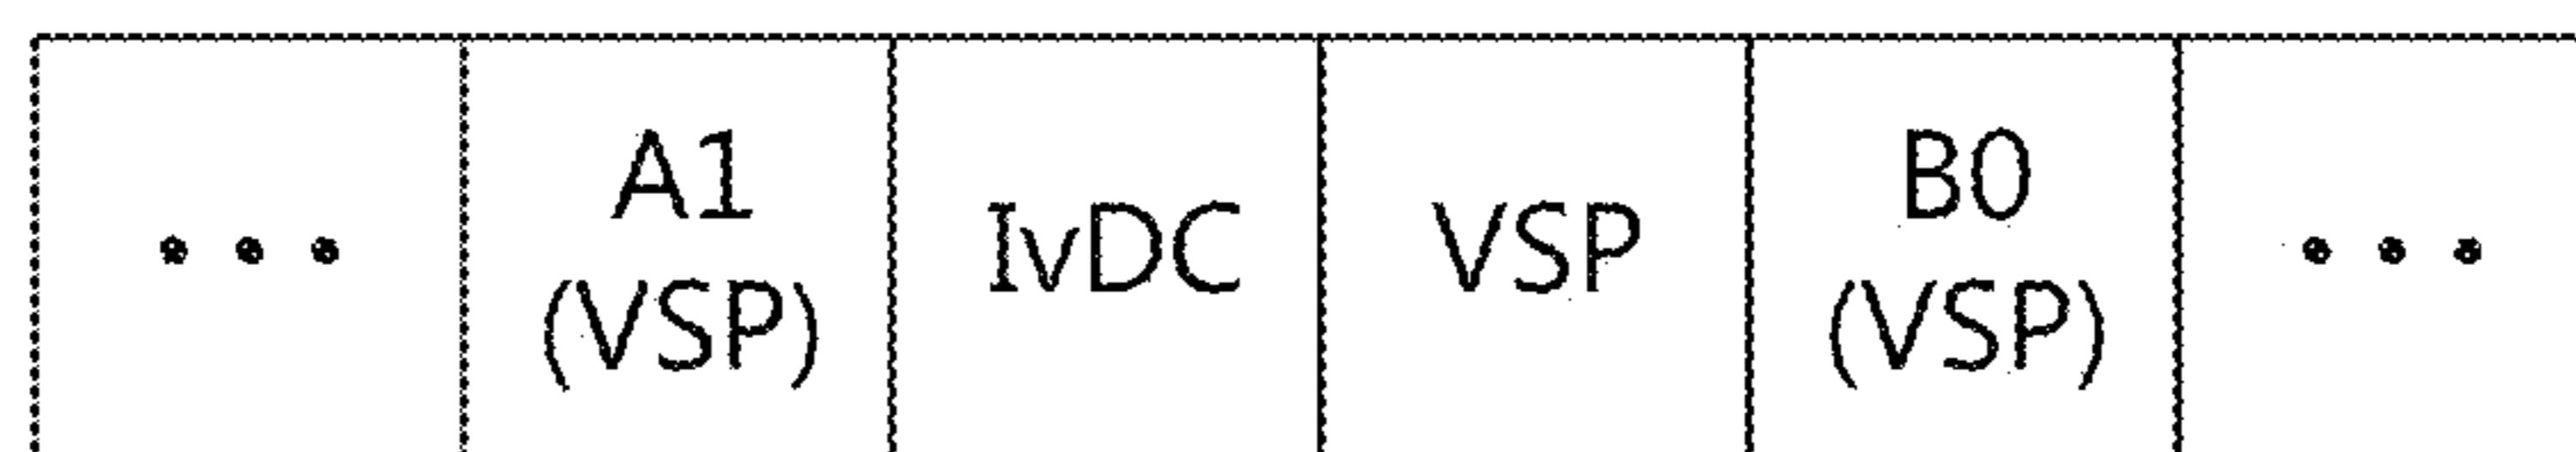 ... A1 (VSP) IvDC VSP B0 (VSP) ...